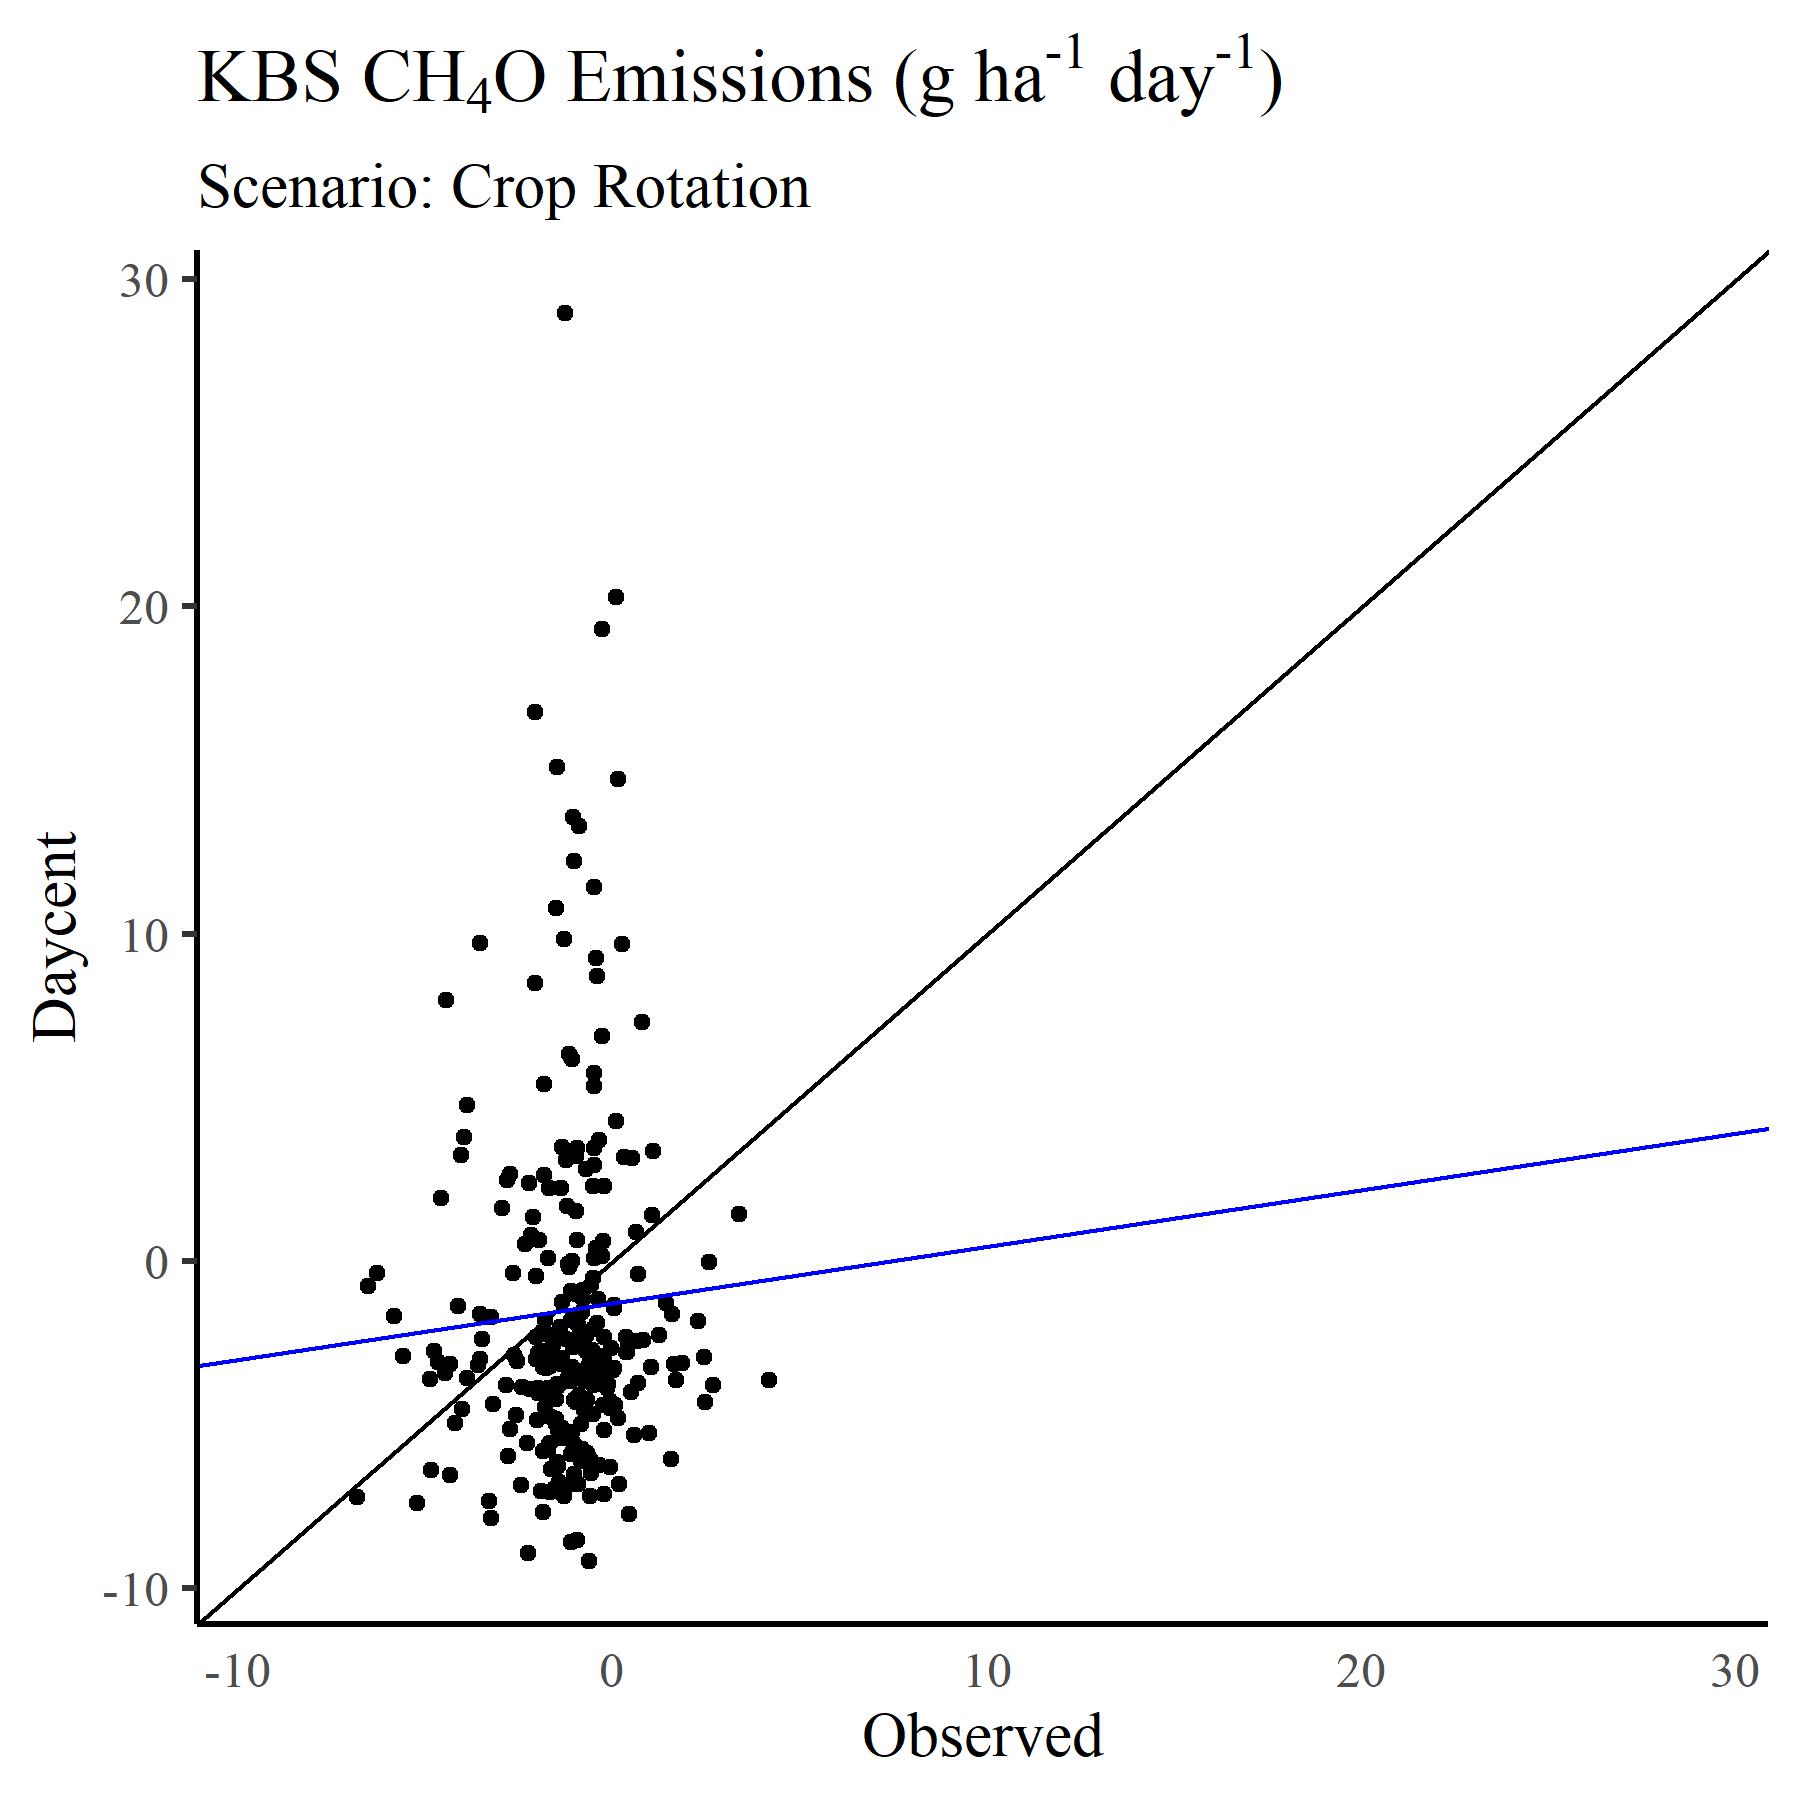 KBS CH₄O Emissions (g ha⁻¹ day⁻¹)
Scenario: Crop Rotation
30
20
10
0
-10
Daycent
-10 0 10 20 30
Observed